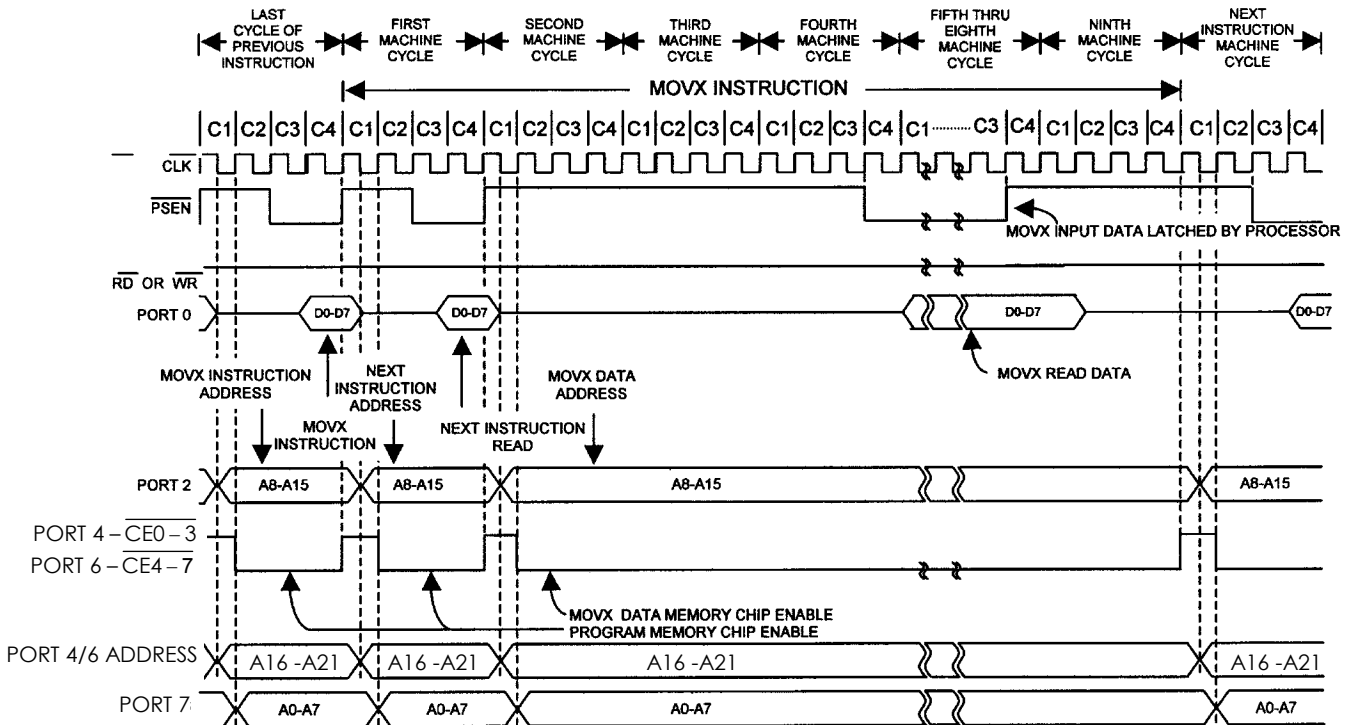 LAST
CYCLE OF
PREVIOUS
INSTRUCTION
FIRST
MACHINE
CYCLE
SECOND
MACHINE
CYCLE
THIRD
MACHINE
CYCLE
FOURTH
MACHINE
CYCLE
FIFTH THRU
EIGHTH
MACHINE
CYCLE
NINTH
MACHINE
CYCLE
NEXT
INSTRUCTION
MACHINE
CYCLE
MOVX INSTRUCTION
C1 C2 C3 C4 C1 C2 C3 C4 C1 C2 C3 C4 C1 C2 C3 C4 C1 C2 C3 C4 C1 ........ C3 C4 C1 C2 C3 C4 C1 C2 C3 C4
CLK
PSEN
MOVX INPUT DATA LATCHED BY PROCESSOR
RD OR WR
PORT 0 D0-D7 D0-D7 D0-D7 D0-D7
MOVX INSTRUCTION
ADDRESS
NEXT
INSTRUCTION
ADDRESS
MOVX DATA
ADDRESS
MOVX READ DATA
MOVX
INSTRUCTION
NEXT INSTRUCTION
READ
PORT 2 A8-A15 A8-A15 A8-A15 A8-A15
PORT 4 – CE0 – 3
PORT 6 – CE4 – 7
MOVX DATA MEMORY CHIP ENABLE
PROGRAM MEMORY CHIP ENABLE
PORT 4/6 ADDRESS A16 -A21 A16 -A21 A16 -A21 A16 -A21
PORT 7 A0-A7 A0-A7 A0-A7 A0-A7